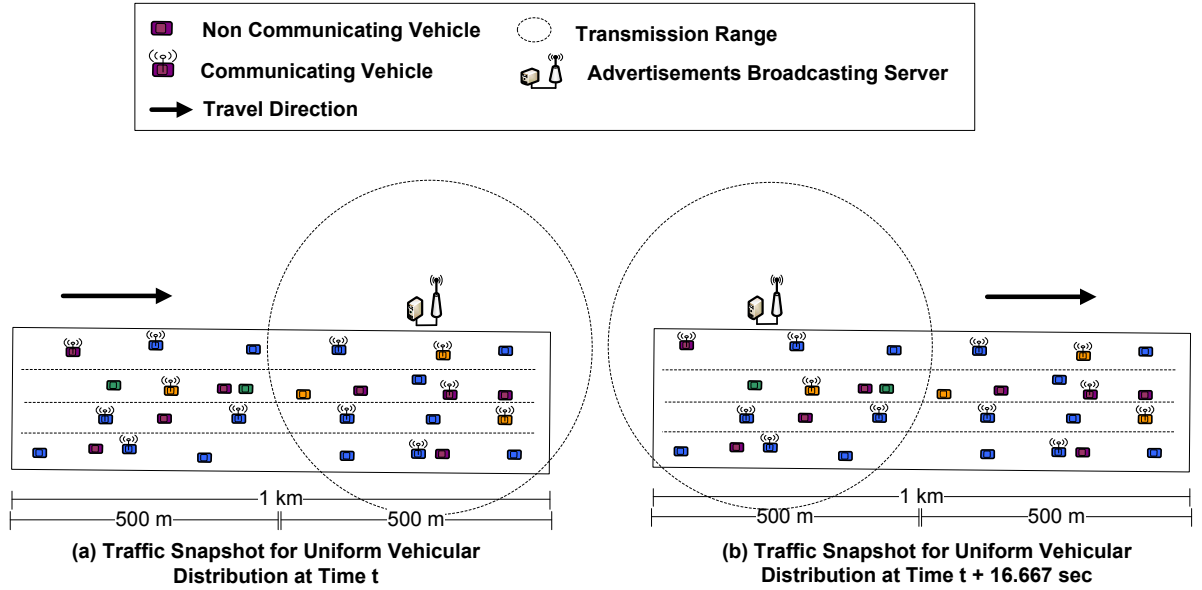 Non Communicating Vehicle
Transmission Range
Communicating Vehicle
Advertisements Broadcasting Server
Travel Direction
1 km
500 m
500 m
(a) Traffic Snapshot for Uniform Vehicular
Distribution at Time t
1 km
500 m
500 m
(b) Traffic Snapshot for Uniform Vehicular
Distribution at Time t + 16.667 sec